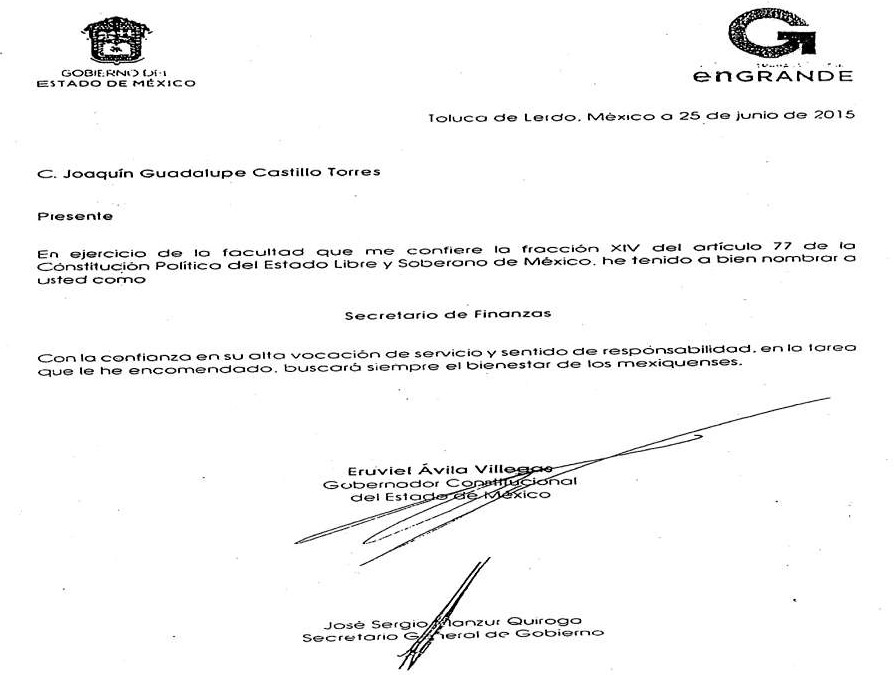 GOBIERNO DEL
ESTADO DE MÉXICO
enGRANDE
Toluca de Lerdo, México a 25 de junio de 2015
C. Joaquín Guadalupe Castillo Torres
Presente
En ejercicio de la facultad que me confiere la fracción XIV del artículo 77 de la
Constitución Política del Estado Libre y Soberano de México, he tenido a bien nombrar a
usted como
Secretario de Finanzas
Con la confianza en su alta vocación de servicio y sentido de responsabilidad, en la tarea
que le he encomendado, buscará siempre el bienestar de los mexiquenses.
Eruviel Ávila Villegas
Gobernador Constitucional
del Estado de México
José Sergio Manzur Quiroga
Secretario General de Gobierno